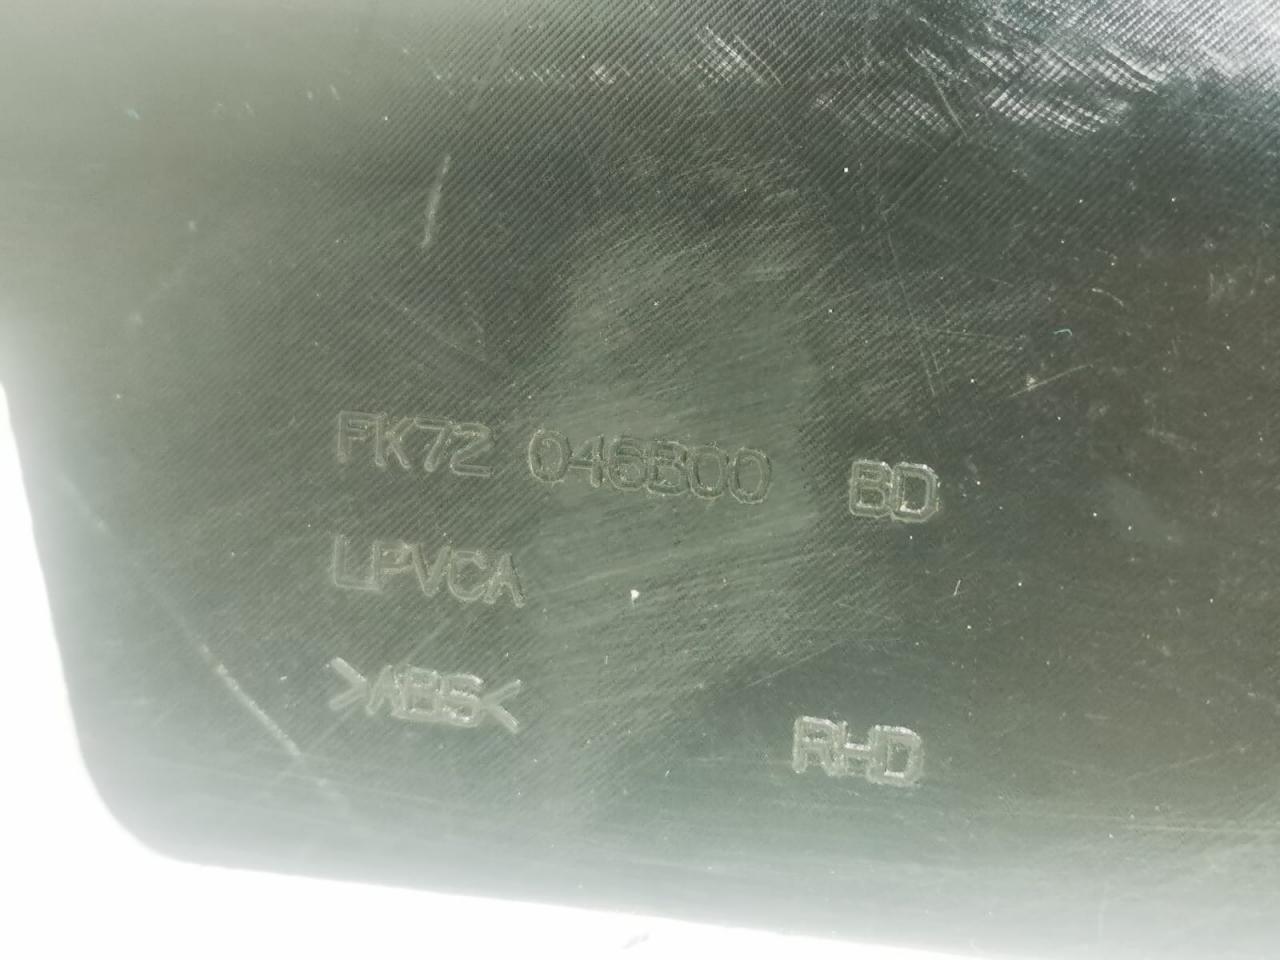 FK72 046B00 BD
LPVCA
>ABS<
RHD